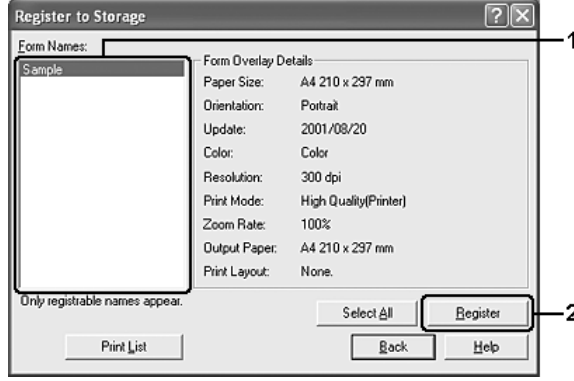 Register to Storage
Form Names:
1
Sample
Form Overlay Details
Paper Size: A4 210 x 297 mm
Orientation: Portrait
Update: 2001/08/20
Color: Color
Resolution: 300 dpi
Print Mode: High Quality(Printer)
Zoom Rate: 100%
Output Paper: A4 210 x 297 mm
Print Layout: None.
Only registrable names appear.
Select All Register 2
Print List Back Help